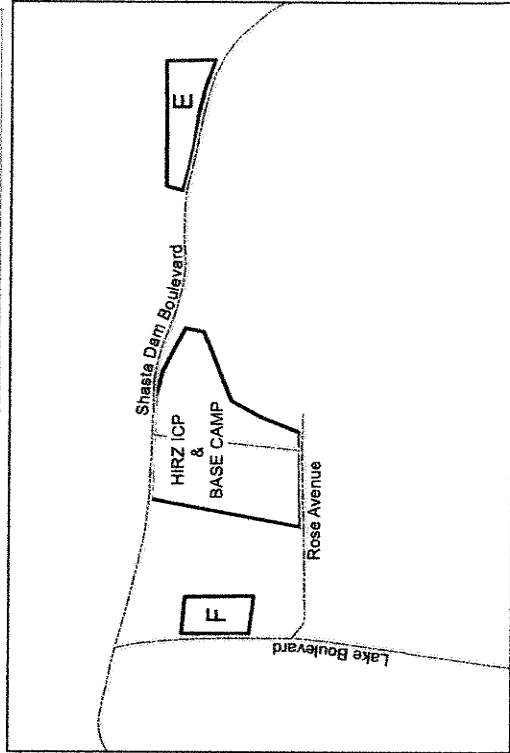 Shasta Dam Boulevard
E
HIRZ ICP
&
BASE CAMP
F
Rose Avenue
Lake Boulevard